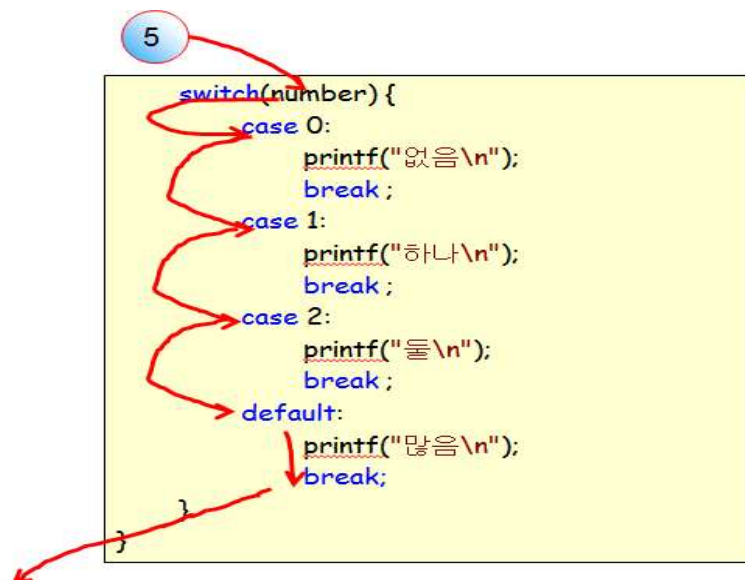 5
switch(number) {
case 0:
printf("없음\n");
break ;
case 1:
printf("하나\n");
break ;
case 2:
printf("둘\n");
break ;
default:
printf("많음\n");
break;
}
}